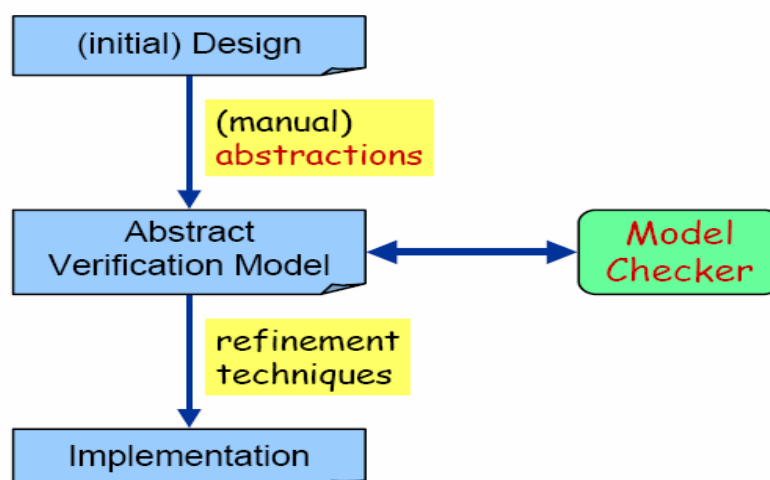 (initial) Design
(manual)
abstractions
Abstract
Verification Model
Model
Checker
refinement
techniques
Implementation